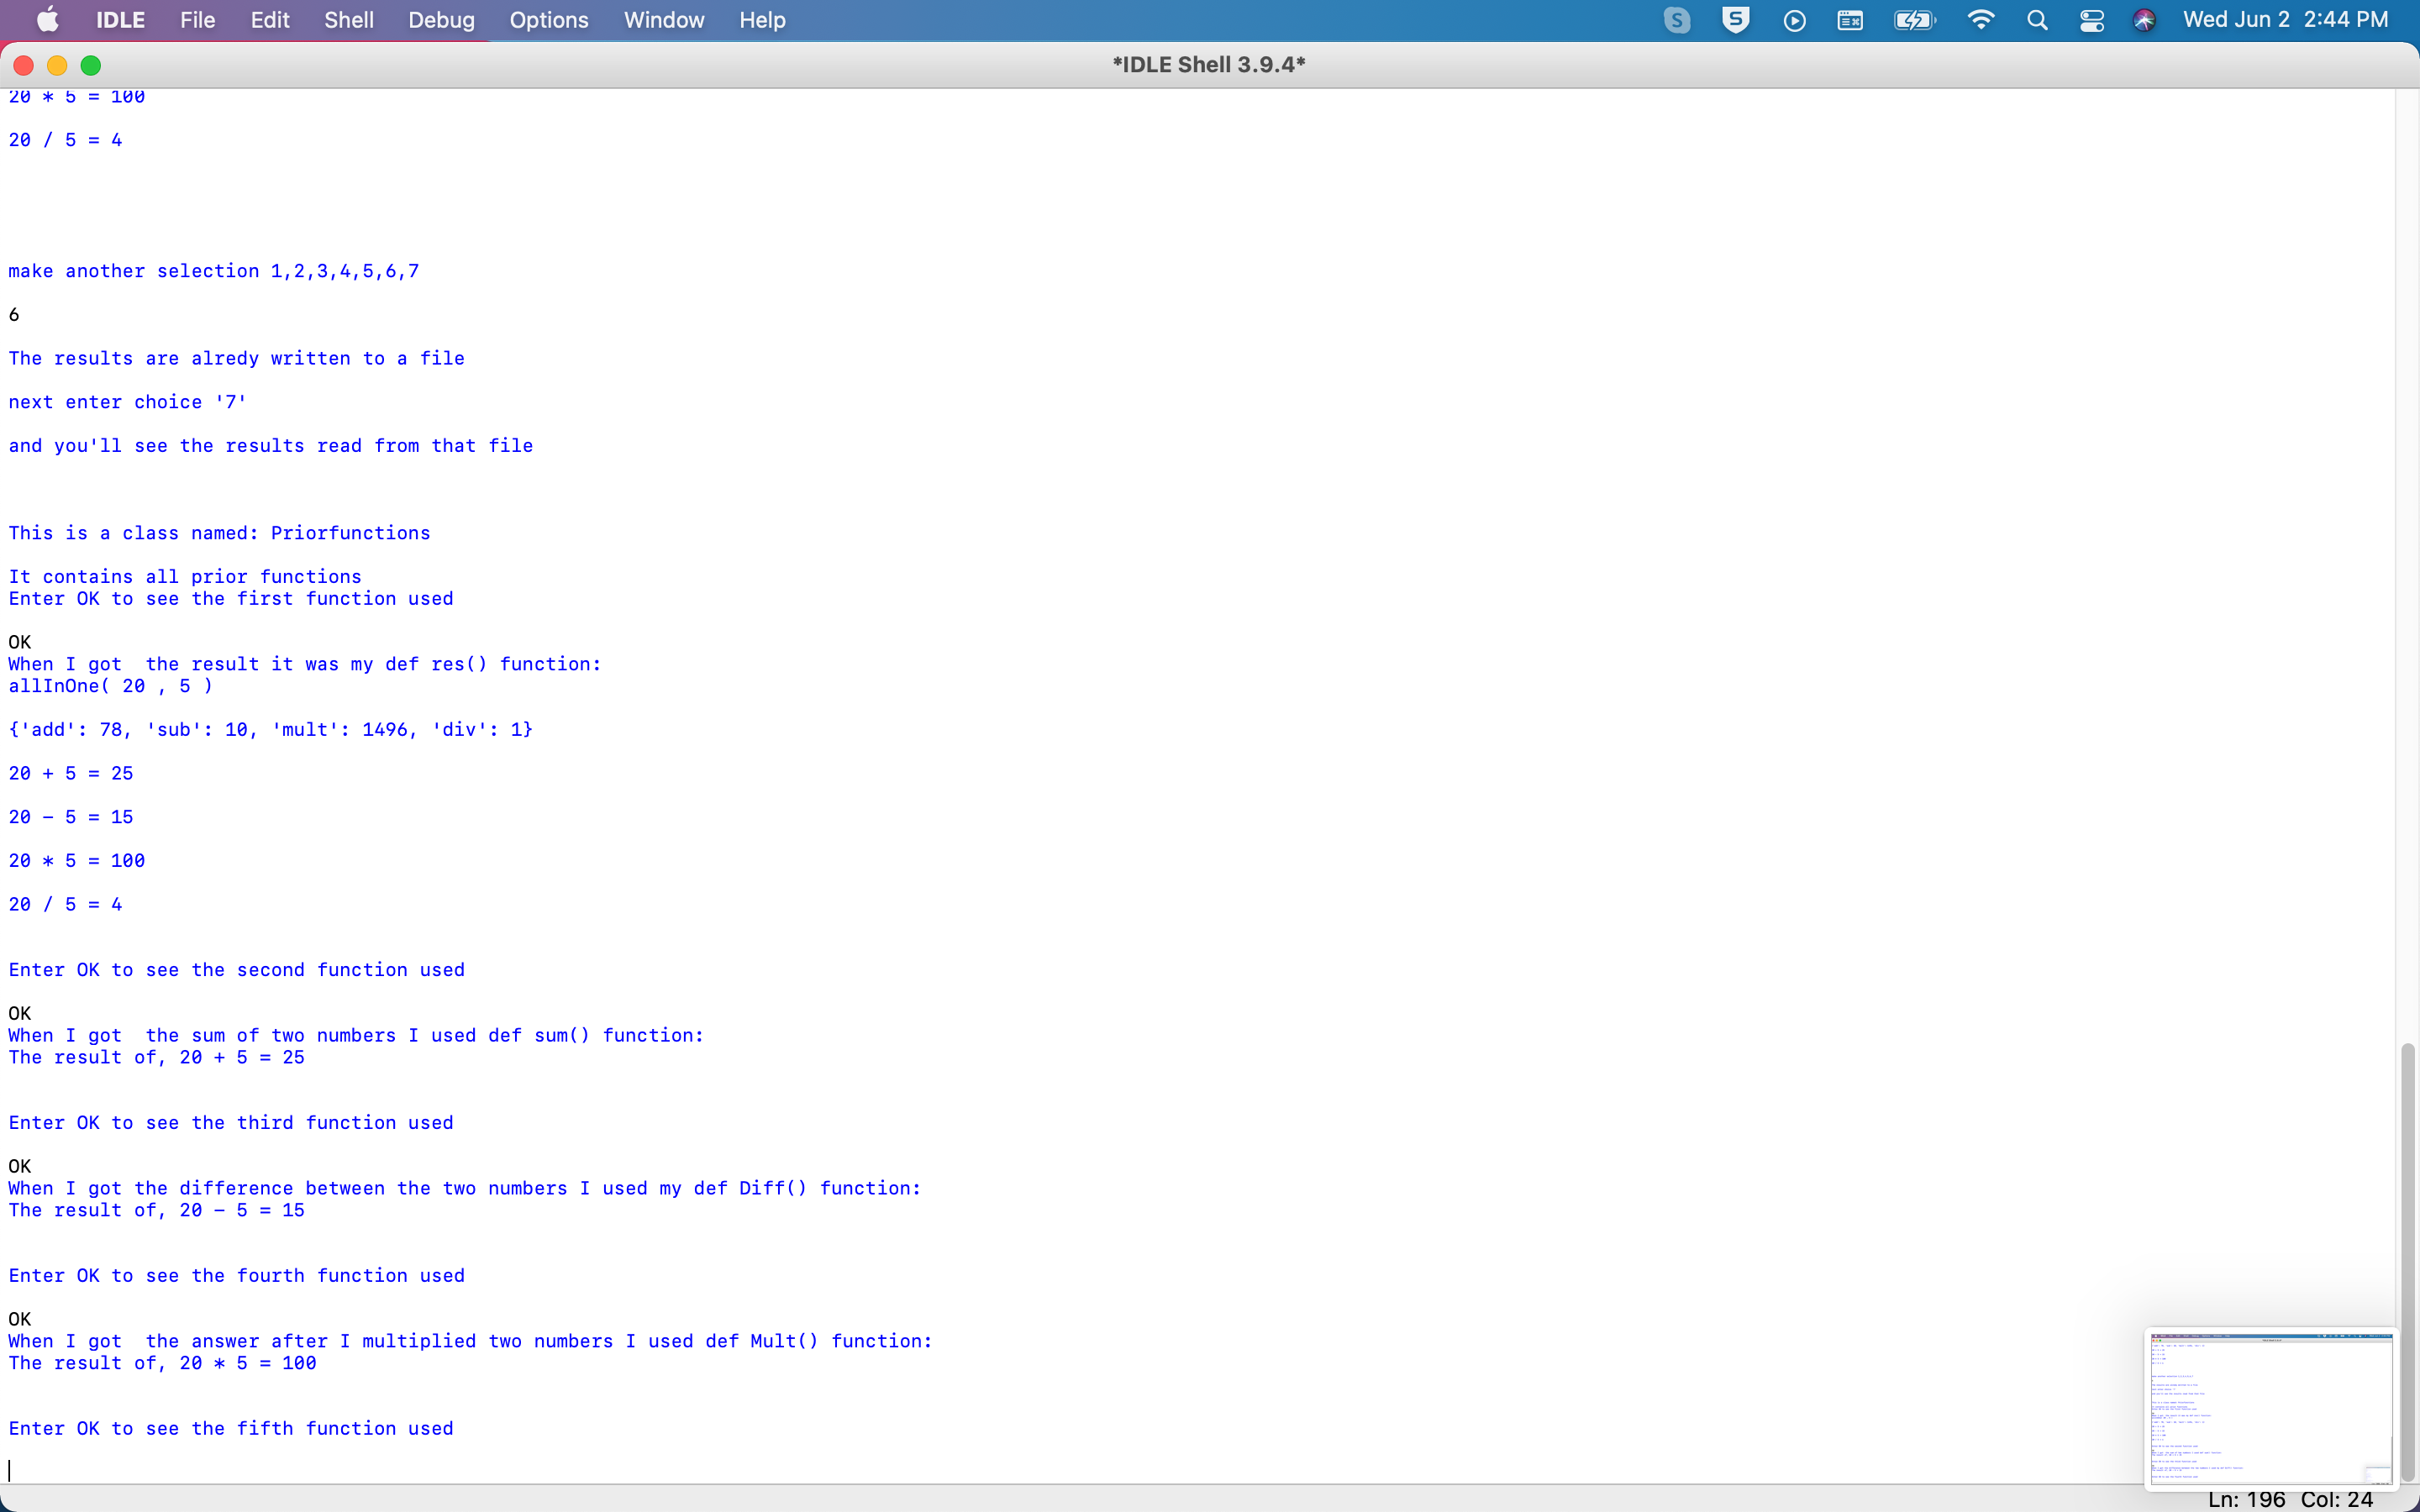 IDLE File Edit Shell Debug Options Window Help Wed Jun 2 2:44 PM
*IDLE Shell 3.9.4*
20 * 5 = 100
20 / 5 = 4
make another selection 1,2,3,4,5,6,7
6
The results are alredy written to a file
next enter choice '7'
and you'll see the results read from that file
This is a class named: Priorfunctions
It contains all prior functions
Enter OK to see the first function used
OK
When I got  the result it was my def res() function:
allInOne( 20 , 5 )
{'add': 78, 'sub': 10, 'mult': 1496, 'div': 1}
20 + 5 = 25
20 - 5 = 15
20 * 5 = 100
20 / 5 = 4
Enter OK to see the second function used
OK
When I got  the sum of two numbers I used def sum() function:
The result of, 20 + 5 = 25
Enter OK to see the third function used
OK
When I got the difference between the two numbers I used my def Diff() function:
The result of, 20 - 5 = 15
Enter OK to see the fourth function used
OK
When I got  the answer after I multiplied two numbers I used def Mult() function:
The result of, 20 * 5 = 100
Enter OK to see the fifth function used
Ln: 196 Col: 24